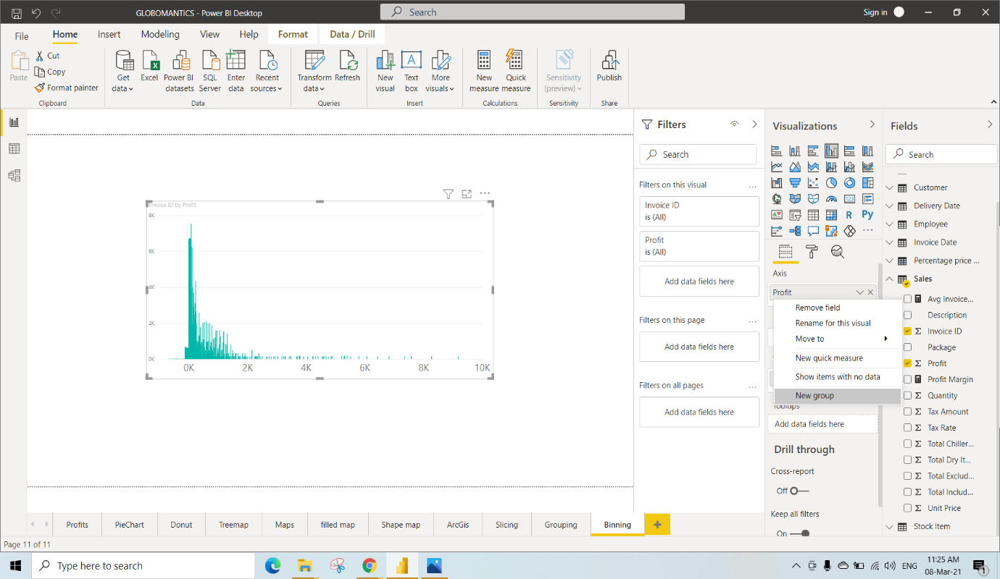 GLOBOMANTICS - Power BI Desktop
Search
Sign in
File
Home
Insert
Modeling
View
Help
Format
Data / Drill
Paste
Cut
Copy
Format painter
Clipboard
Get data
Excel
Power BI datasets
SQL Server
Enter data
Recent sources
Data
Transform data
Refresh
Queries
New visual
Text box
More visuals
Insert
New measure
Quick measure
Calculations
Sensitivity (preview)
Sensitivity
Publish
Share
Invoice ID by Profit
8K
6K
4K
2K
0K
0K 2K 4K 6K 8K 10K
Filters
Search
Filters on this visual
...
Invoice ID
is (All)
Profit
is (All)
Add data fields here
Filters on this page
...
Add data fields here
Filters on all pages
...
Add data fields here
Visualizations
123
R
Py
...
Axis
Profit
Remove field
Rename for this visual
Move to
New quick measure
Show items with no data
New group
Tooltips
Add data fields here
Drill through
Cross-report
Off
Keep all filters
On
Fields
Search
Customer
Delivery Date
Employee
Invoice Date
Percentage price ...
Sales
Avg Invoice...
Description
Σ Invoice ID
Package
Σ Profit
Profit Margin
Σ Quantity
Σ Tax Amount
Σ Tax Rate
Σ Total Chiller...
Σ Total Dry It...
Σ Total Exclud...
Σ Total Includ...
Σ Unit Price
Stock Item
Profits
PieChart
Donut
Treemap
Maps
filled map
Shape map
ArcGis
Slicing
Grouping
Binning
+
Page 11 of 11
Type here to search
ENG
11:25 AM
08-Mar-21
1